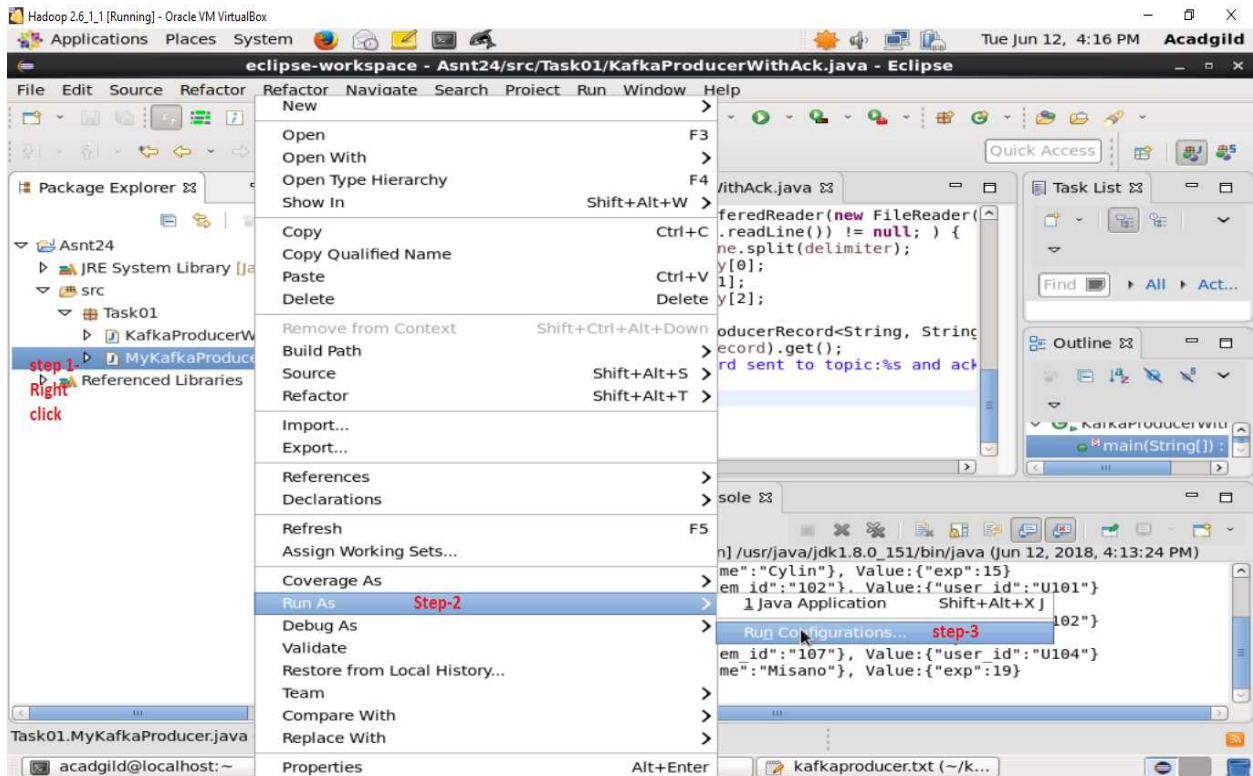 Hadoop 2.6_1_1 [Running] - Oracle VM VirtualBox
Applications Places System
Tue Jun 12, 4:16 PM Acadgild
eclipse-workspace - Asnt24/src/Task01/KafkaProducerWithAck.java - Eclipse
File Edit Source Refactor Refactor Navigate Search Project Run Window Help
Quick Access
Package Explorer
Asnt24
JRE System Library [Ja
src
Task01
KafkaProducerW
MyKafkaProduce
Referenced Libraries
step 1-
Right
click
New
Open F3
Open With
Open Type Hierarchy F4
Show In Shift+Alt+W
Copy Ctrl+C
Copy Qualified Name
Paste Ctrl+V
Delete Delete
Remove from Context Shift+Ctrl+Alt+Down
Build Path
Source Shift+Alt+S
Refactor Shift+Alt+T
Import...
Export...
References
Declarations
Refresh F5
Assign Working Sets...
Coverage As
Run As Step-2
Debug As
Validate
Restore from Local History...
Team
Compare With
Replace With
Properties Alt+Enter
1 Java Application Shift+Alt+X J
Run Configurations... step-3
WithAck.java
feredReader(new FileReader(
.readLine()) != null; ) {
ne.split(delimiter);
y[0];
1];
y[2];
oducerRecord<String, String
ecord).get();
rd sent to topic:%s and ack
Task List
Find All Act...
Outline
KafkaProducerWith
main(String[]) :
sole
n] /usr/java/jdk1.8.0_151/bin/java (Jun 12, 2018, 4:13:24 PM)
me":"Cylin"}, Value:{"exp":15}
em_id":"102"}, Value:{"user_id":"U101"}
102"}
em_id":"107"}, Value:{"user_id":"U104"}
me":"Misano"}, Value:{"exp":19}
Task01.MyKafkaProducer.java
acadgild@localhost:~
kafkaproducer.txt (~/k...